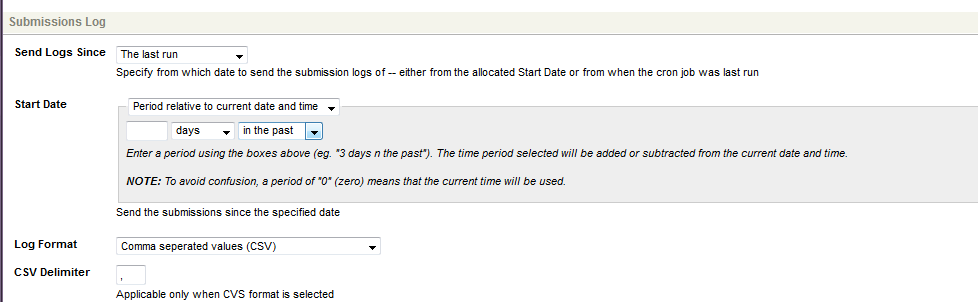 Submissions Log
Send Logs Since The last run
Specify from which date to send the submission logs of -- either from the allocated Start Date or from when the cron job was last run
Start Date Period relative to current date and time
days in the past
Enter a period using the boxes above (eg. "3 days n the past"). The time period selected will be added or subtracted from the current date and time.
NOTE: To avoid confusion, a period of "0" (zero) means that the current time will be used.
Send the submissions since the specified date
Log Format Comma seperated values (CSV)
CSV Delimiter ,
Applicable only when CVS format is selected